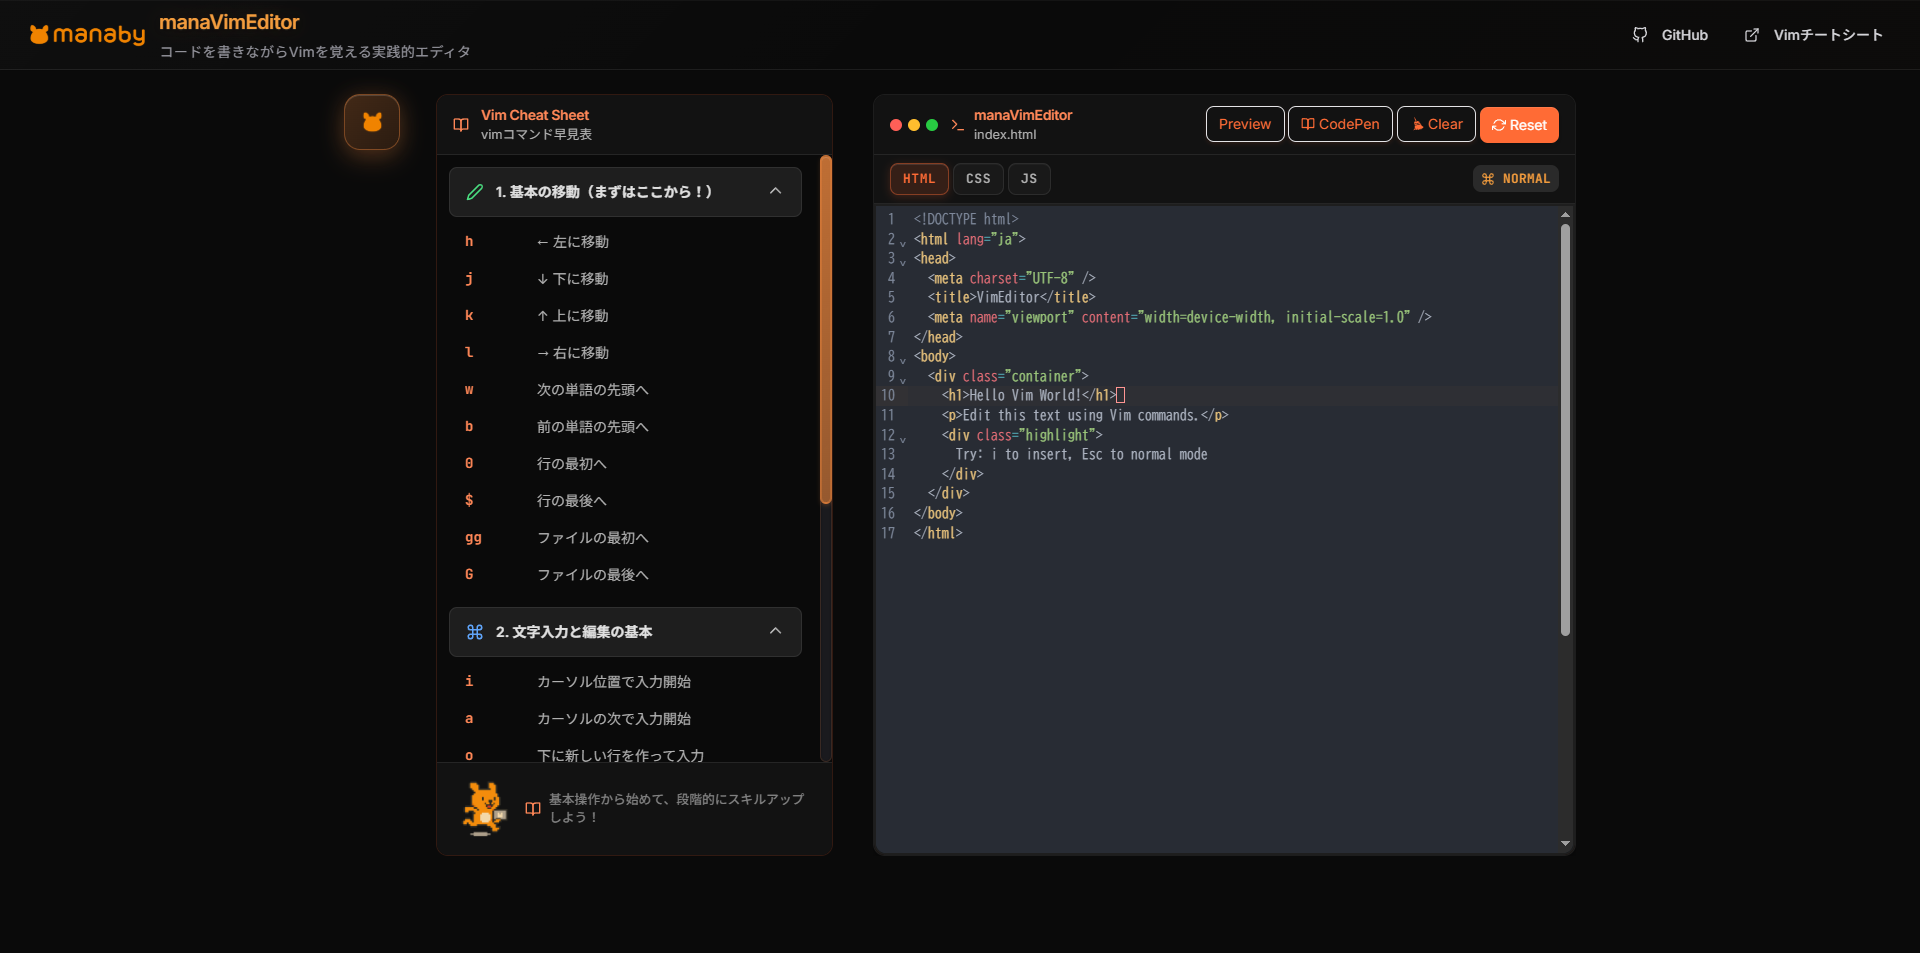 manaby
manaVimEditor
コードを書きながらVimを覚える実践的エディタ
GitHub
Vimチートシート
Vim Cheat Sheet
vimコマンド早見表
1. 基本の移動（まずはここから！）
h ← 左に移動
j ↓ 下に移動
k ↑ 上に移動
l → 右に移動
w 次の単語の先頭へ
b 前の単語の先頭へ
0 行の最初へ
$ 行の最後へ
gg ファイルの最初へ
G ファイルの最後へ
2. 文字入力と編集の基本
i カーソル位置で入力開始
a カーソルの次で入力開始
o 下に新しい行を作って入力
基本操作から始めて、段階的にスキルアップ
しよう！
manaVimEditor
index.html
Preview
CodePen
Clear
Reset
HTML CSS JS
⌘ NORMAL
1 <!DOCTYPE html>
2 <html lang="ja">
3 <head>
4 <meta charset="UTF-8" />
5 <title>VimEditor</title>
6 <meta name="viewport" content="width=device-width, initial-scale=1.0" />
7 </head>
8 <body>
9 <div class="container">
10 <h1>Hello Vim World!</h1>
11 <p>Edit this text using Vim commands.</p>
12 <div class="highlight">
13 Try: i to insert, Esc to normal mode
14 </div>
15 </div>
16 </body>
17 </html>